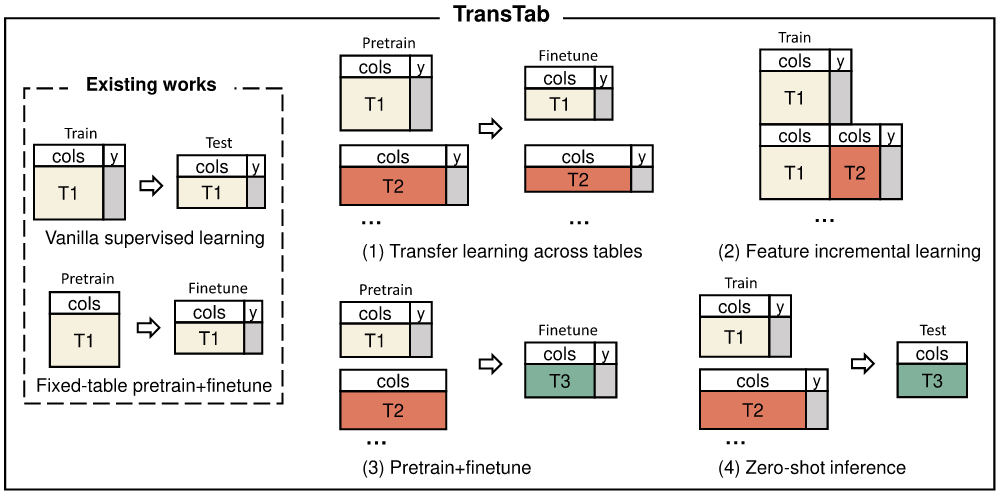 TransTab
Existing works
Train
cols y
T1
Test
cols y
T1
Vanilla supervised learning
Pretrain
cols
T1
Finetune
cols y
T1
Fixed-table pretrain+finetune
Pretrain
cols y
T1
cols y
T2
...
Finetune
cols y
T1
cols y
T2
...
(1) Transfer learning across tables
Train
cols y
T1
cols cols y
T1 T2
...
(2) Feature incremental learning
Pretrain
cols y
T1
cols
T2
...
Finetune
cols y
T3
(3) Pretrain+finetune
Train
cols y
T1
cols y
T2
...
Test
cols
T3
(4) Zero-shot inference